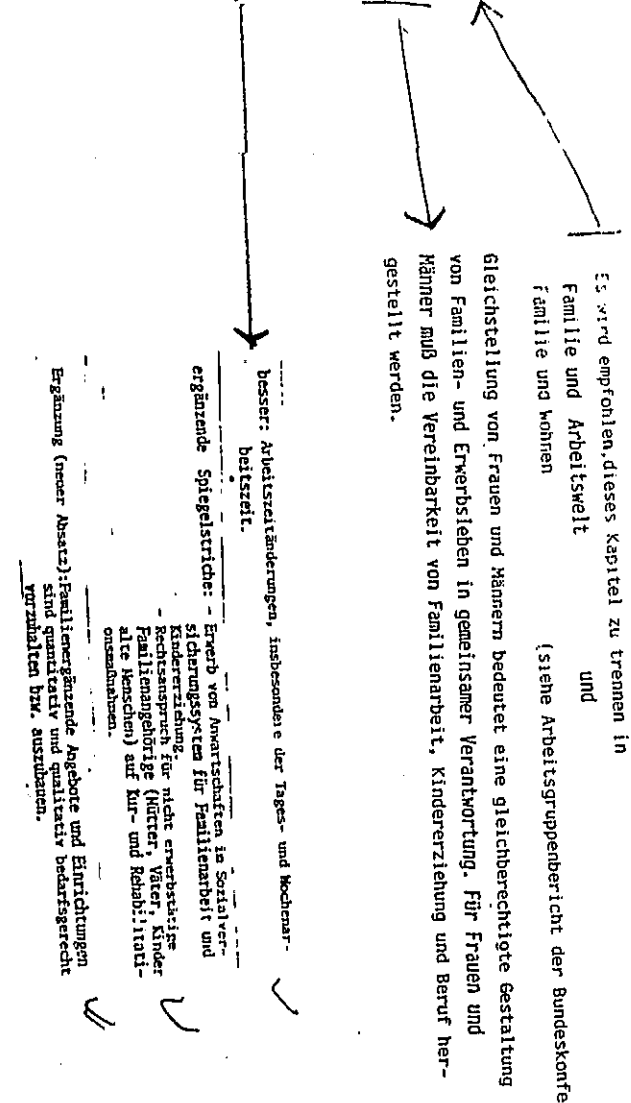 Es wird empfohlen,dieses Kapitel zu trennen in
Familie und Arbeitswelt und
Familie und Wohnen (siehe Arbeitsgruppenbericht der Bundeskonfe
Gleichstellung von Frauen und Männern bedeutet eine gleichberechtigte Gestaltung
von Familien- und Erwerbsleben in gemeinsamer Verantwortung. Für Frauen und
Männer muß die Vereinbarkeit von Familienarbeit, Kindererziehung und Beruf her-
gestellt werden.
besser: Arbeitszeitänderungen, insbesondere der Tages- und Wochenar-
beitszeit.
ergänzende Spiegelstriche: - Erwerb von Anwartschaften in Sozialver-
sicherungssystem für Familienarbeit und
Kindererziehung.
- Rechtsanspruch für nicht erwerbstätige
Familienangehörige (Mütter, Väter, Kinder
alte Menschen) auf Kur- und Rehabilitati-
onsmaßnahmen.
Ergänzung (neuer Absatz):Familienergänzende Angebote und Einrichtungen
sind quantitativ und qualitativ bedarfsgerecht
vorzuhalten bzw. auszubauen.